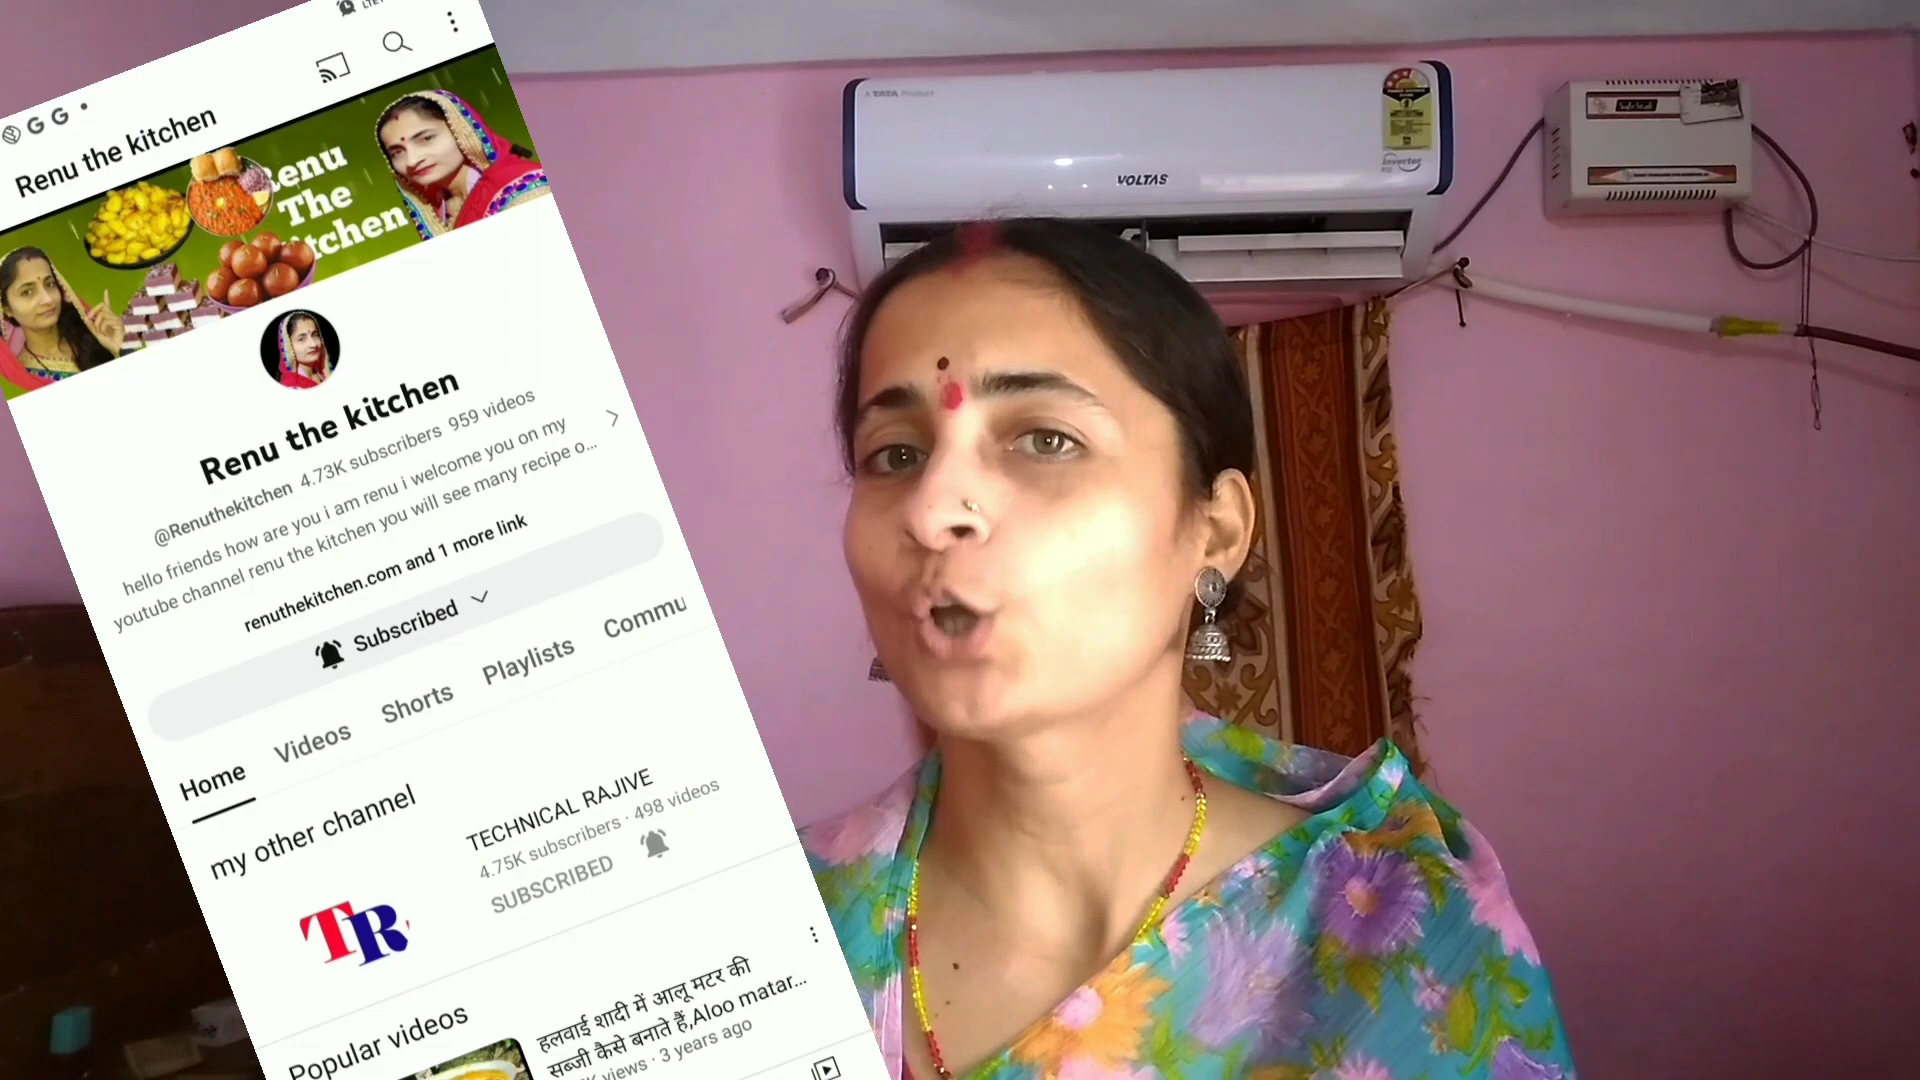 G G
Renu the kitchen
Renu
The
Kitchen
Renu the kitchen
@Renuthekitchen 4.73K subscribers 959 videos
hello friends how are you i am renu i welcome you on my
youtube channel renu the kitchen you will see many recipe o...
renuthekitchen.com and 1 more link
Subscribed
Home Videos Shorts Playlists Commu
my other channel
TR
TECHNICAL RAJIVE
4.75K subscribers · 498 videos
SUBSCRIBED
Popular videos
हलवाई शादी में आलू मटर की
सब्जी कैसे बनाते हैं,Aloo matar...
views · 3 years ago
A TATA Product
VOLTAS
Inverter